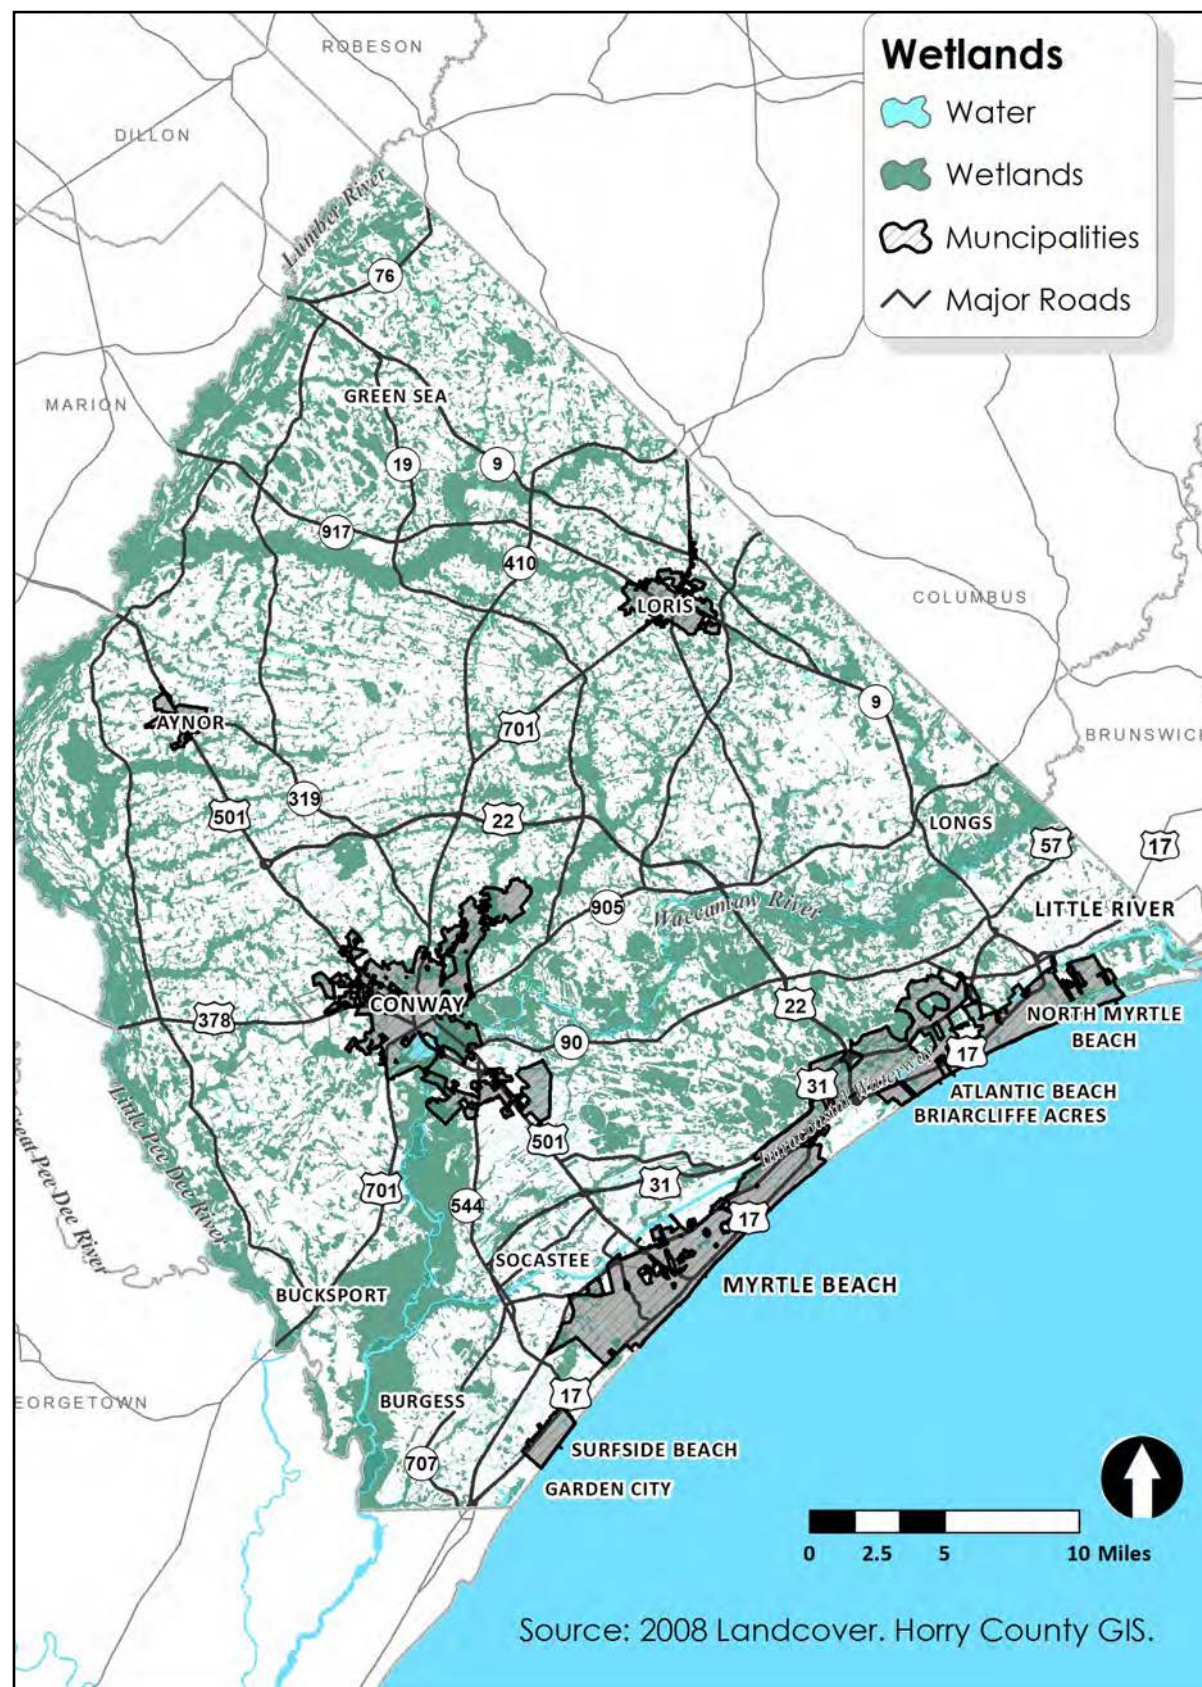 Wetlands
Water
Wetlands
Muncipalities
Major Roads
ROBESON
DILLON
Lumber River
76
MARION
GREEN SEA
19
9
917
410
LORIS
COLUMBUS
AYNOR
701
9
BRUNSWICK
319
501
22
LONGS
57
17
905
Waccamaw River
LITTLE RIVER
CONWAY
378
22
NORTH MYRTLE
BEACH
90
17
31
ATLANTIC BEACH
BRIARCLIFFE ACRES
Intracoastal Waterway
Great Pee Dee River
Little Pee Dee River
501
701
544
31
17
SOCASTEE
MYRTLE BEACH
BUCKSPORT
EORGETOWN
BURGESS
17
SURFSIDE BEACH
707
GARDEN CITY
0 2.5 5 10 Miles
Source: 2008 Landcover. Horry County GIS.